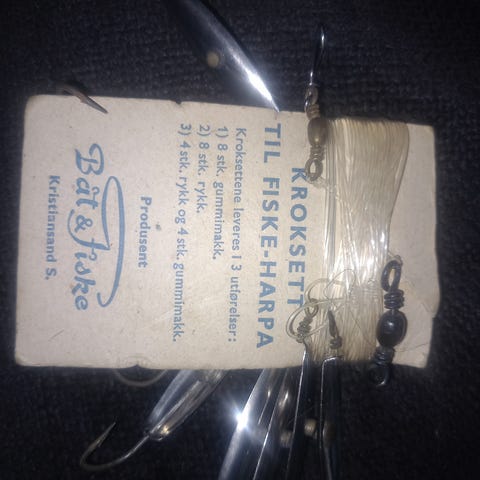 KROKSETT
TIL FISKE-HARPA
Kroksettene leveres i 3 utførelser:
1) 8 stk. gummimakk.
2) 8 stk. rykk.
3) 4 stk. rykk og 4 stk. gummimakk.
Produsent
Båt & fiske
Kristiansand S.